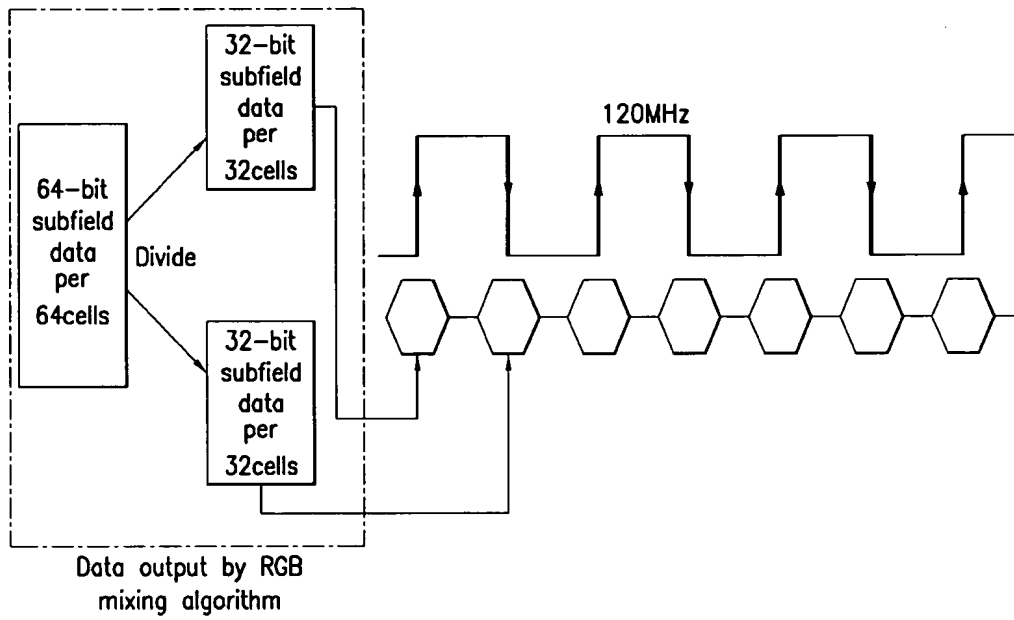 32-bit
subfield
data
per
32cells
120MHz
64-bit
subfield
data
per
64cells
Divide
32-bit
subfield
data
per
32cells
Data output by RGB
mixing algorithm